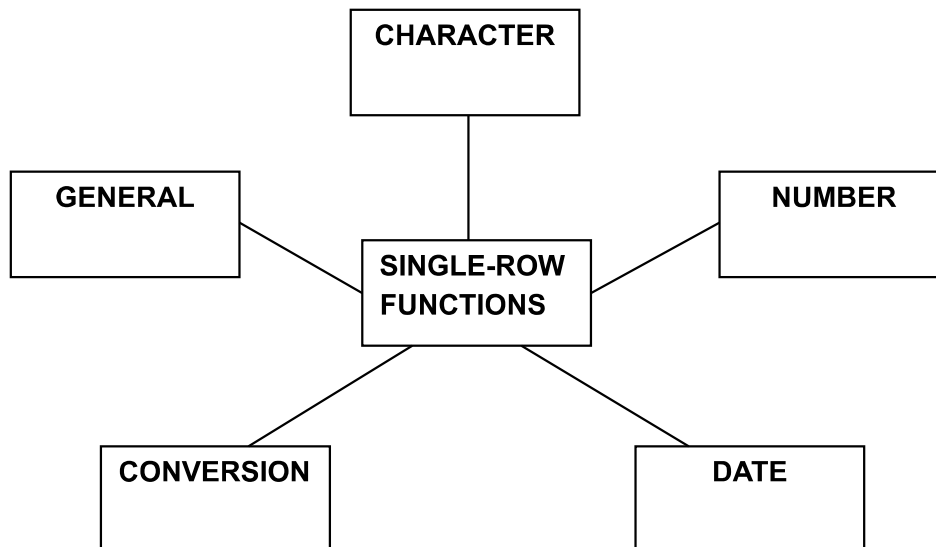 CHARACTER
GENERAL
NUMBER
SINGLE-ROW
FUNCTIONS
CONVERSION
DATE